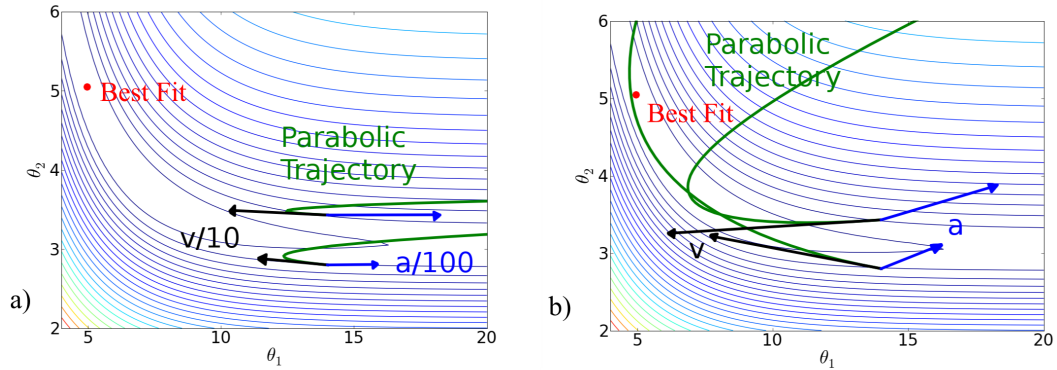 6
5
4
3
2
θ₂
Best Fit
Parabolic
Trajectory
v/10
a/100
a)
5
10
15
20
θ₁
6
5
4
3
2
θ₂
Parabolic
Trajectory
Best Fit
v
a
b)
5
10
15
20
θ₁